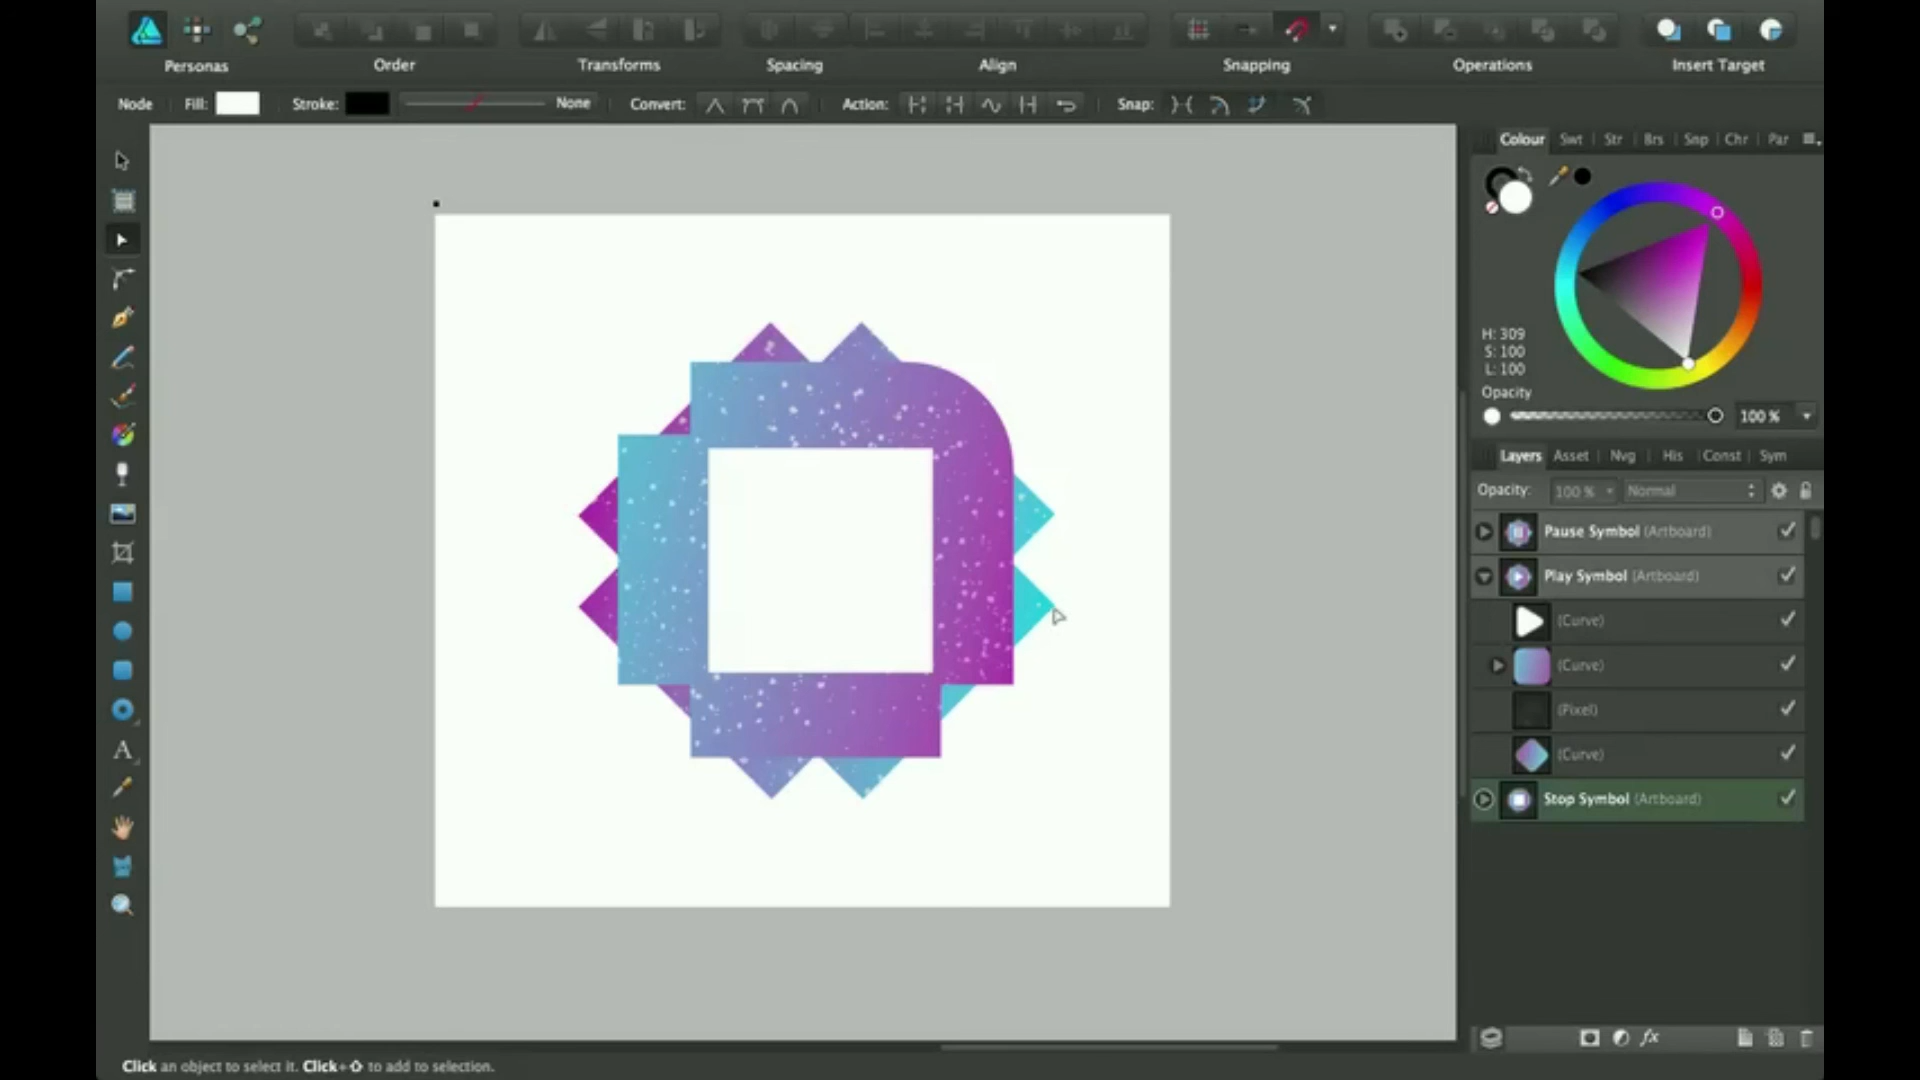 Personas Order Transforms Spacing Align Snapping Operations Insert Target
Node Fill: Stroke: None Convert: Action: Snap:
Colour Swt Str Brs Snp Chr Par
H: 309
S: 100
L: 100
Opacity
100 %
Layers Asset Nvg His Const Sym
Opacity: 100 % Normal
Pause Symbol (Artboard)
Play Symbol (Artboard)
(Curve)
(Curve)
(Pixel)
(Curve)
Stop Symbol (Artboard)
Click an object to select it. Click+⇧ to add to selection.